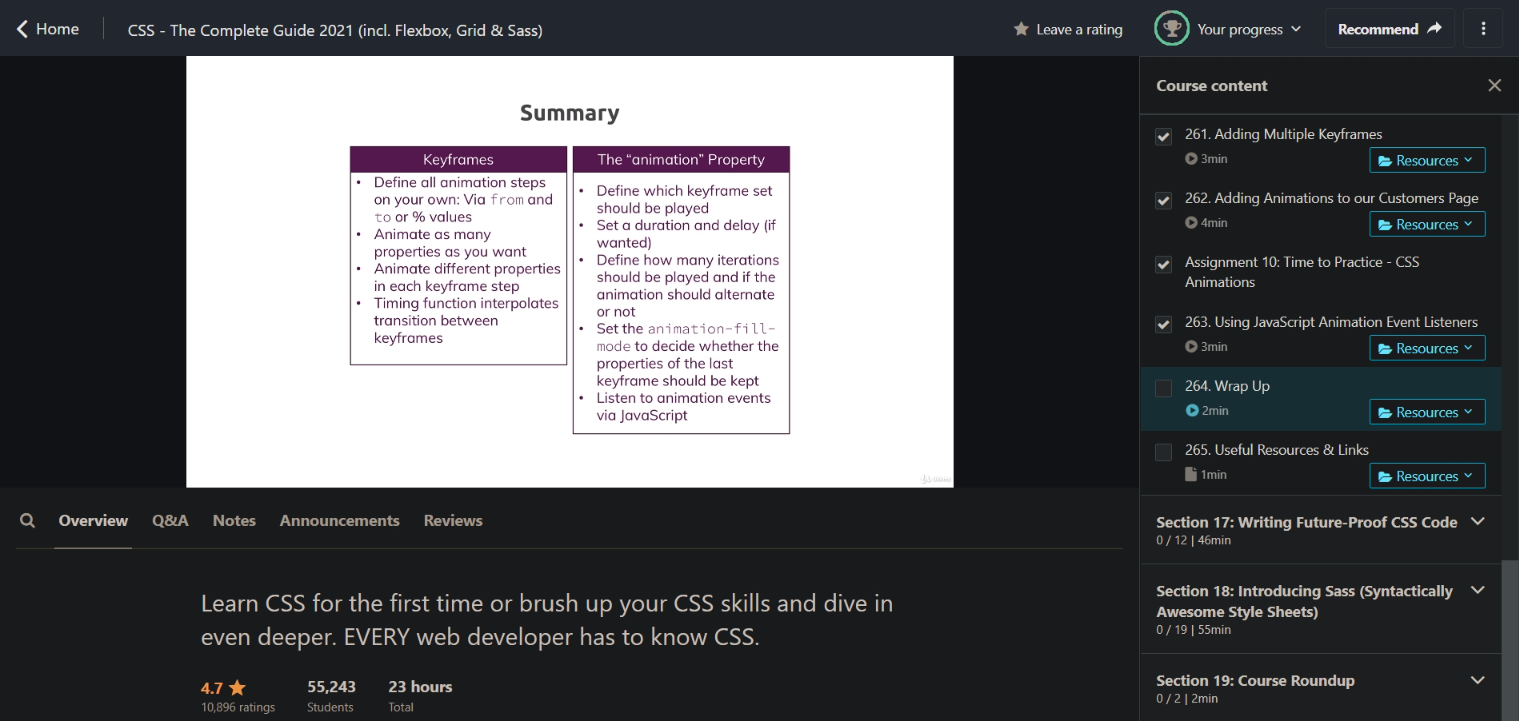 Home
CSS - The Complete Guide 2021 (incl. Flexbox, Grid & Sass)
Leave a rating
Your progress
Recommend
Summary
Keyframes
• Define all animation steps
on your own: Via from and
to or % values
• Animate as many
properties as you want
• Animate different properties
in each keyframe step
• Timing function interpolates
transition between
keyframes
The “animation” Property
• Define which keyframe set
should be played
• Set a duration and delay (if
wanted)
• Define how many iterations
should be played and if the
animation should alternate
or not
• Set the animation-fill-
mode to decide whether the
properties of the last
keyframe should be kept
• Listen to animation events
via JavaScript
Course content
261. Adding Multiple Keyframes
3min
Resources
262. Adding Animations to our Customers Page
4min
Resources
Assignment 10: Time to Practice - CSS
Animations
263. Using JavaScript Animation Event Listeners
3min
Resources
264. Wrap Up
2min
Resources
265. Useful Resources & Links
1min
Resources
Section 17: Writing Future-Proof CSS Code
0 / 12 | 46min
Section 18: Introducing Sass (Syntactically
Awesome Style Sheets)
0 / 19 | 55min
Section 19: Course Roundup
0 / 2 | 2min
Overview
Q&A
Notes
Announcements
Reviews
Learn CSS for the first time or brush up your CSS skills and dive in
even deeper. EVERY web developer has to know CSS.
4.7
10,896 ratings
55,243
Students
23 hours
Total